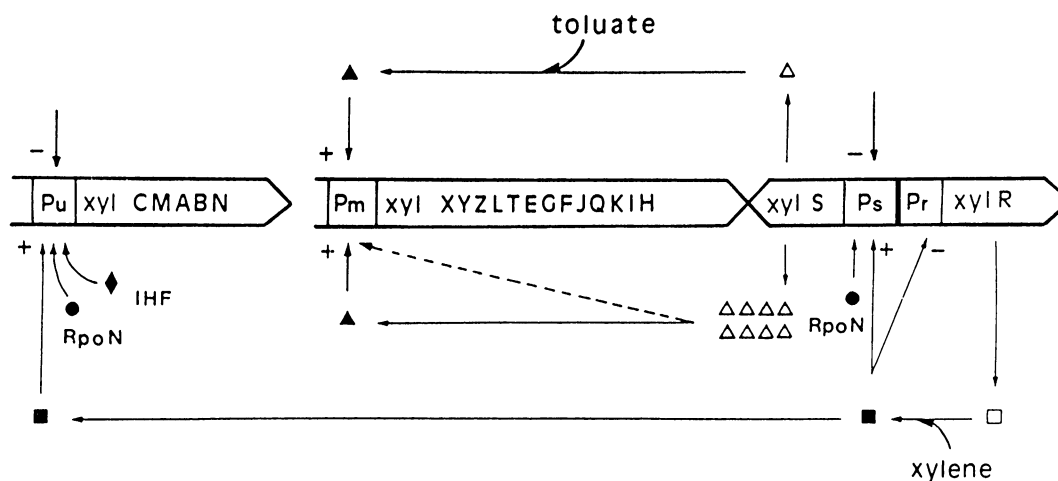 toluate
- + -
Pu xyl CMABN Pm xyl XYZLTEGFJQKIH xyl S Ps Pr xyl R
+ + + -
IHF
RpoN RpoN
xylene